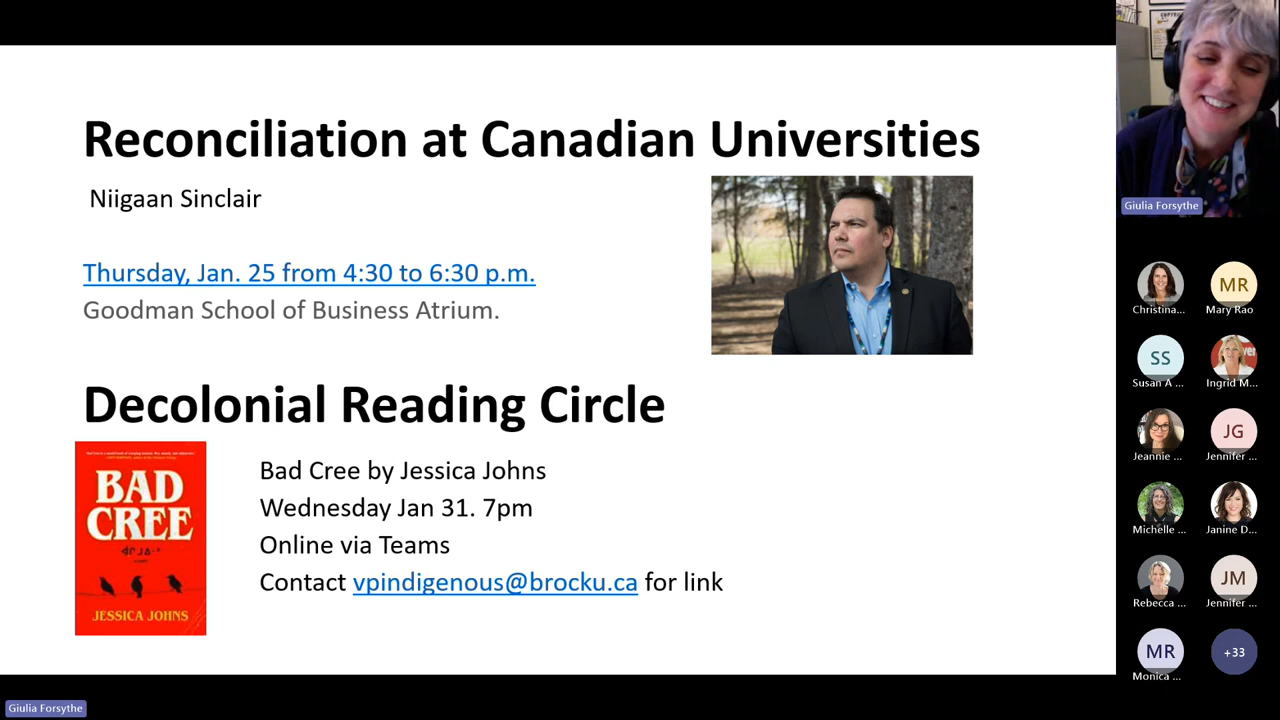 Reconciliation at Canadian Universities
Niigaan Sinclair
Thursday, Jan. 25 from 4:30 to 6:30 p.m.
Goodman School of Business Atrium.
Decolonial Reading Circle
BAD
CREE
JESSICA JOHNS
Bad Cree by Jessica Johns
Wednesday Jan 31. 7pm
Online via Teams
Contact vpindigenous@brocku.ca for link
Giulia Forsythe
Christina...
MR
Mary Rao
SS
Susan A ...
Ingrid M...
Jeannie ...
JG
Jennifer ...
Michelle ...
Janine D...
Rebecca ...
JM
Jennifer ...
MR
Monica ...
+33
Giulia Forsythe